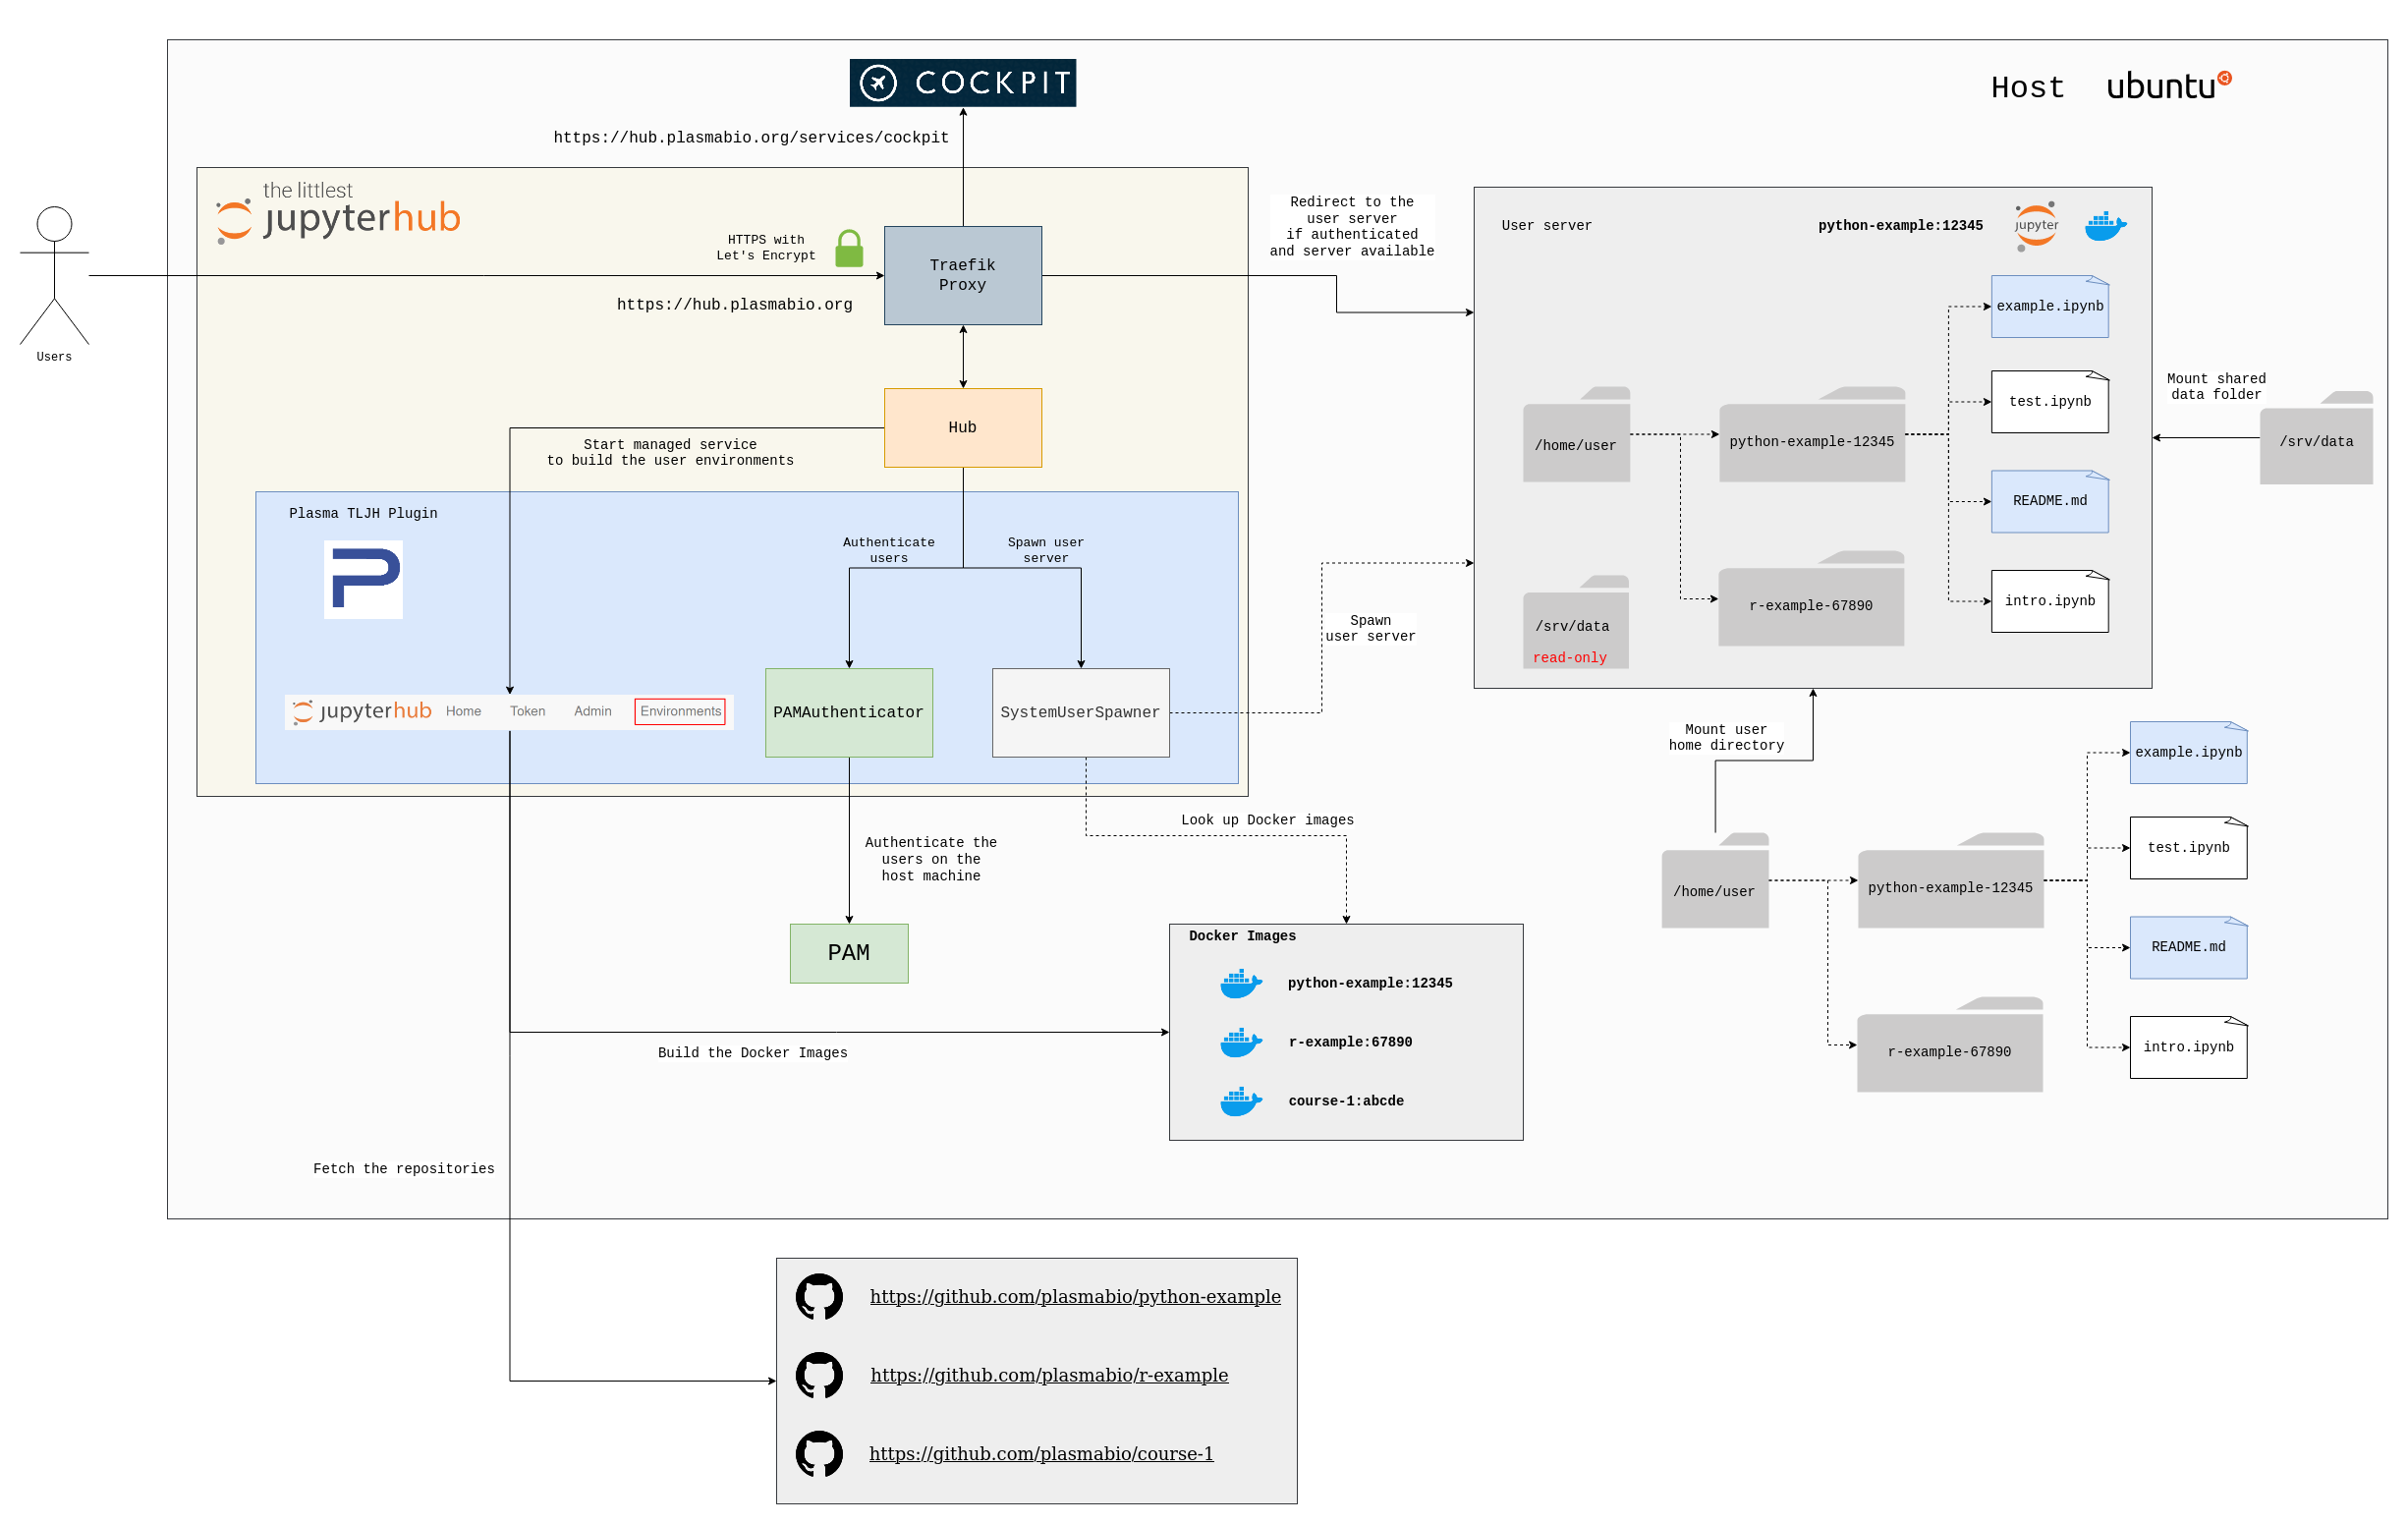 COCKPIT
Host
ubuntu
https://hub.plasmabio.org/services/cockpit
the littlest
jupyterhub
Users
HTTPS with
Let's Encrypt
https://hub.plasmabio.org
Traefik
Proxy
Redirect to the
user server
if authenticated
and server available
Hub
Start managed service
to build the user environments
Plasma TLJH Plugin
Authenticate
users
Spawn user
server
jupyterhub Home Token Admin Environments
PAMAuthenticator
SystemUserSpawner
Spawn
user server
User server
python-example:12345
jupyter
example.ipynb
test.ipynb
/home/user
python-example-12345
README.md
r-example-67890
intro.ipynb
/srv/data
read-only
Mount shared
data folder
/srv/data
Mount user
home directory
example.ipynb
test.ipynb
/home/user
python-example-12345
README.md
r-example-67890
intro.ipynb
Look up Docker images
Authenticate the
users on the
host machine
PAM
Docker Images
python-example:12345
r-example:67890
course-1:abcde
Build the Docker Images
Fetch the repositories
https://github.com/plasmabio/python-example
https://github.com/plasmabio/r-example
https://github.com/plasmabio/course-1